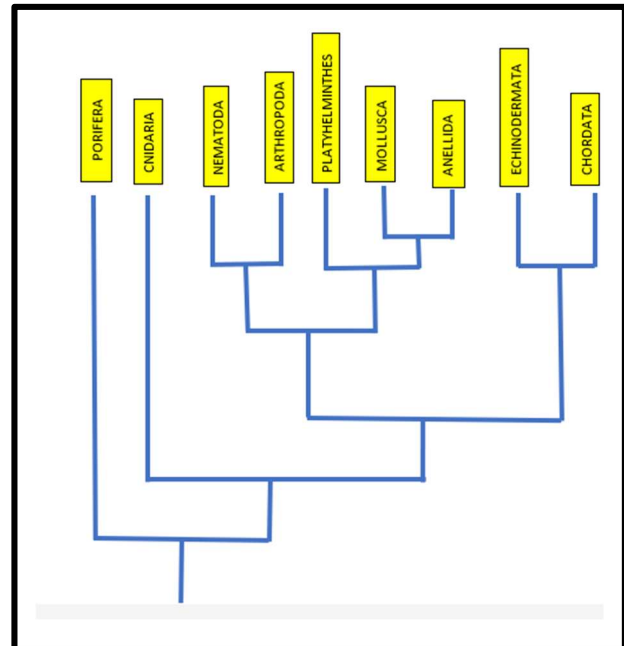 PORIFERA
CNIDARIA
NEMATODA
ARTHROPODA
PLATYHELMINTHES
MOLLUSCA
ANELLIDA
ECHINODERMATA
CHORDATA